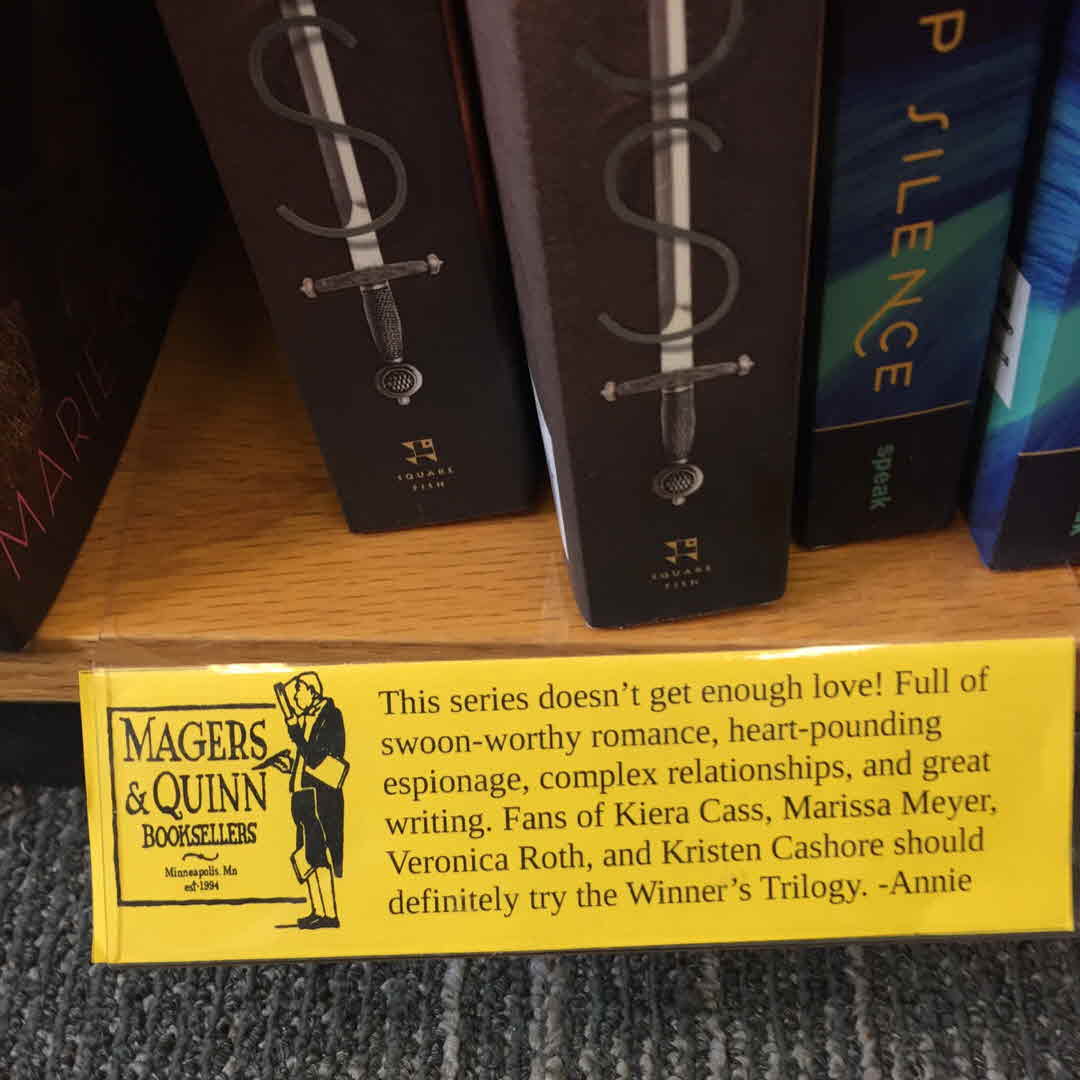 S
S
P SILENCE
MARIE
SQUARE
FISH
SQUARE
FISH
speak
MAGERS
& QUINN
BOOKSELLERS
Minneapolis, Mn
est·1994
This series doesn't get enough love! Full of
swoon-worthy romance, heart-pounding
espionage, complex relationships, and great
writing. Fans of Kiera Cass, Marissa Meyer,
Veronica Roth, and Kristen Cashore should
definitely try the Winner's Trilogy. -Annie